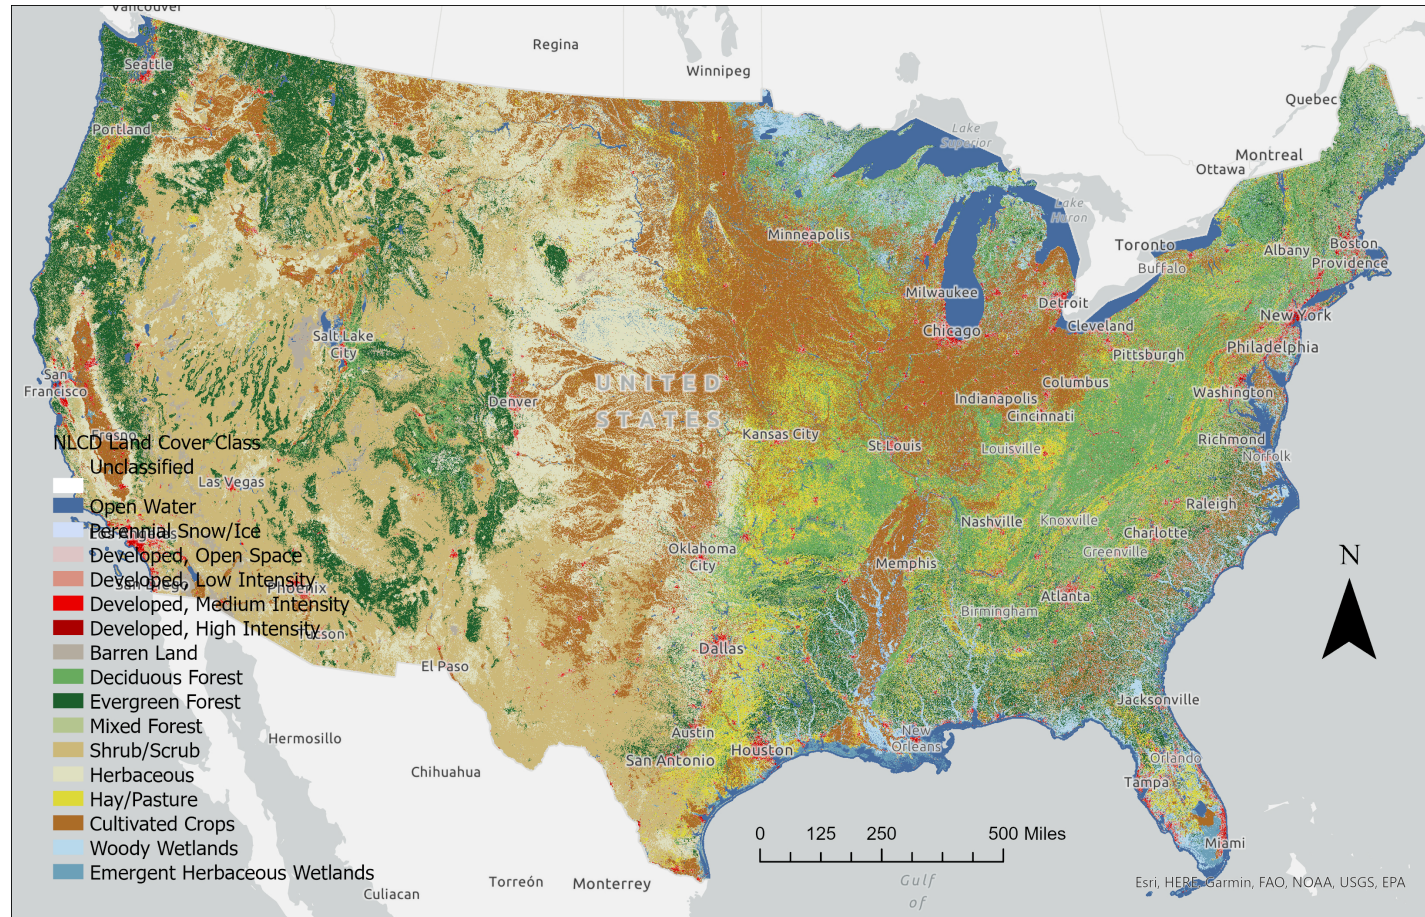 Vancouver
Regina
Winnipeg
Seattle
Quebec
Portland
Lake
Superior
Montreal
Ottawa
Lake
Huron
Minneapolis
Toronto
Buffalo
Albany
Boston
Providence
Milwaukee
Detroit
Salt Lake
City
Chicago
Cleveland
New York
Pittsburgh
Philadelphia
San
Francisco
Denver
UNITED
STATES
Columbus
Indianapolis
Cincinnati
Washington
Kansas City
St Louis
Louisville
Richmond
Norfolk
Fresno
Las Vegas
Raleigh
Nashville
Knoxville
Charlotte
Greenville
Oklahoma
City
Memphis
Los Angeles
San Diego
Phoenix
Tucson
Birmingham
Atlanta
Dallas
El Paso
Jacksonville
Austin
Houston
San Antonio
New
Orleans
Orlando
Tampa
Hermosillo
Chihuahua
Miami
Torreón
Monterrey
Culiacan
Gulf
of
NLCD Land Cover Class
Unclassified
Open Water
Perennial Snow/Ice
Developed, Open Space
Developed, Low Intensity
Developed, Medium Intensity
Developed, High Intensity
Barren Land
Deciduous Forest
Evergreen Forest
Mixed Forest
Shrub/Scrub
Herbaceous
Hay/Pasture
Cultivated Crops
Woody Wetlands
Emergent Herbaceous Wetlands
N
0 125 250 500 Miles
Esri, HERE, Garmin, FAO, NOAA, USGS, EPA